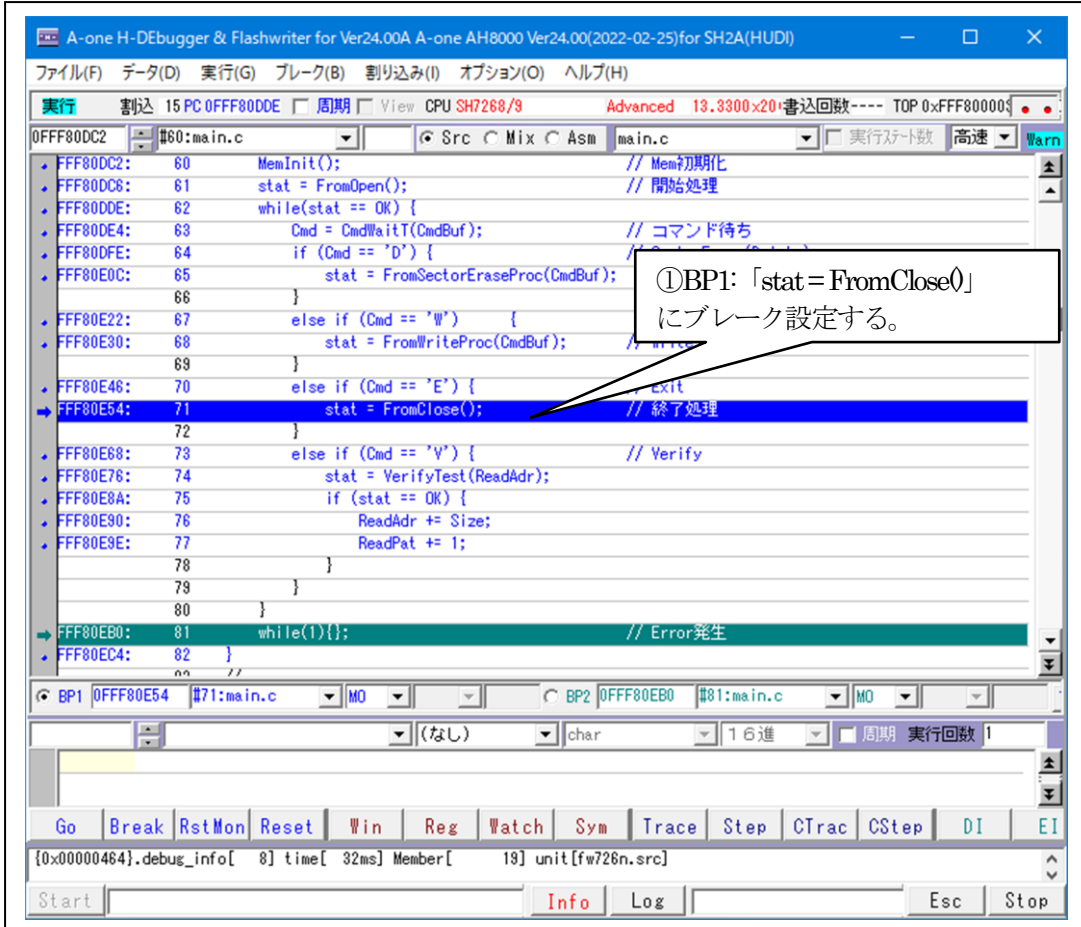 A-one H-DEbugger & Flashwriter for Ver24.00A A-one AH8000 Ver24.00(2022-02-25)for SH2A(HUDI)
ファイル(F) データ(D) 実行(G) ブレーク(B) 割り込み(I) オプション(O) ヘルプ(H)
実行 割込 15 PC 0FFF80DDE 周期 View CPU SH7268/9 Advanced 13.3300×20 書込回数---- TOP 0xFFF80000
0FFF80DC2 #60:main.c Src Mix Asm main.c 実行ステート数 高速 Warn
FFF80DC2: 60 MemInit(); // Mem初期化
FFF80DC6: 61 stat = FromOpen(); // 開始処理
FFF80DDE: 62 while(stat == OK) {
FFF80DE4: 63 Cmd = CmdWaitT(CmdBuf); // コマンド待ち
FFF80DFE: 64 if (Cmd == 'D') {
FFF80E0C: 65 stat = FromSectorEraseProc(CmdBuf);
66 }
FFF80E22: 67 else if (Cmd == 'W') {
FFF80E30: 68 stat = FromWriteProc(CmdBuf); // Write
69 }
FFF80E46: 70 else if (Cmd == 'E') { // Exit
FFF80E54: 71 stat = FromClose(); // 終了処理
72 }
FFF80E68: 73 else if (Cmd == 'V') { // Verify
FFF80E76: 74 stat = VerifyTest(ReadAdr);
FFF80E8A: 75 if (stat == OK) {
FFF80E90: 76 ReadAdr += Size;
FFF80E9E: 77 ReadPat += 1;
78 }
79 }
80 }
FFF80EB0: 81 while(1){}; // Error発生
FFF80EC4: 82 }
①BP1:「stat=FromClose()」
にブレーク設定する。
BP1 0FFF80E54 #71:main.c MO BP2 0FFF80EB0 #81:main.c MO
(なし) char 16進 周期 実行回数 1
Go Break RstMon Reset Win Reg Watch Sym Trace Step CTrac CStep DI EI
{0x00000464}.debug_info[ 8] time[ 32ms] Member[ 19] unit[fw726n.src]
Start Info Log Esc Stop